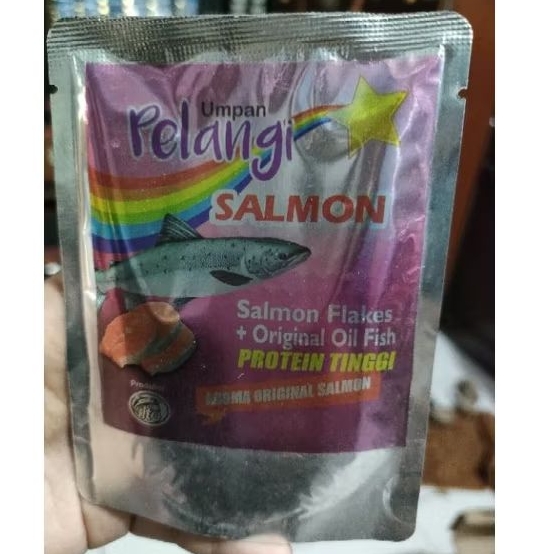 Umpan
Pelangi
SALMON
Salmon Flakes
+ Original Oil Fish
PROTEIN TINGGI
AROMA ORIGINAL SALMON